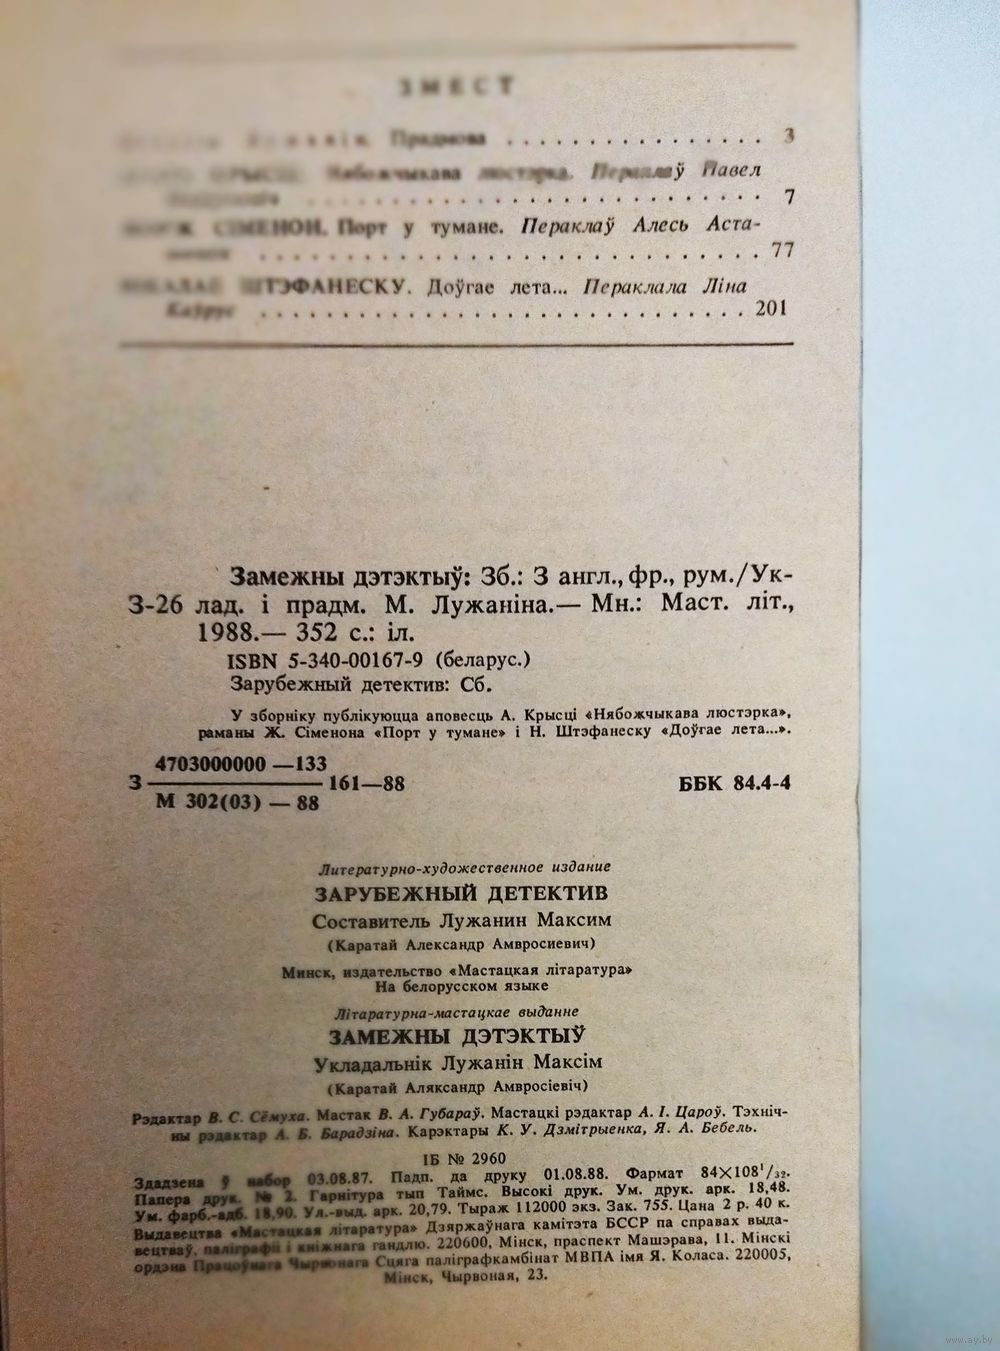 ЗМЕСТ
Прадмова . . . . . . . . . . . . . . . 3
Нябожчыкава люстэрка. Пераклаў Павел
. . . . . . . . . . . . . . . . . . . . . 7
СІМЕНОН. Порт у тумане. Пераклаў Алесь Аста-
. . . . . . . . . . . . . . . . . . . . . . . 77
ШТЭФАНЕСКУ. Доўгае лета... Пераклала Ліна
Каўрус . . . . . . . . . . . . . . . . . . . . . . . 201
Замежны дэтэктыў: Зб.: З англ., фр., рум./Ук-
З-26 лад. і прадм. М. Лужаніна.— Мн.: Маст. літ.,
1988.— 352 с.: іл.
ISBN 5-340-00167-9 (беларус.)
Зарубежный детектив: Сб.
У зборніку публікуюцца аповесць А. Крысці «Нябожчыкава люстэрка»,
раманы Ж. Сіменона «Порт у тумане» і Н. Штэфанеску «Доўгае лета...».
4703000000 —133
З 161—88 ББК 84.4-4
М 302(03) — 88
Литературно-художественное издание
ЗАРУБЕЖНЫЙ ДЕТЕКТИВ
Составитель Лужанин Максим
(Каратай Александр Амвросиевич)
Минск, издательство «Мастацкая літаратура»
На белорусском языке
Літаратурна-мастацкае выданне
ЗАМЕЖНЫ ДЭТЭКТЫЎ
Укладальнік Лужанін Максім
(Каратай Аляксандр Амвросіевіч)
Рэдактар В. С. Сёмуха. Мастак В. А. Губараў. Мастацкі рэдактар А. І. Цароў. Тэхніч-
ны рэдактар А. Б. Барадзіна. Карэктары К. У. Дзмітрыенка, Я. А. Бебель.
ІБ № 2960
Здадзена ў набор 03.08.87. Падп. да друку 01.08.88. Фармат 84×108¹/₃₂.
Папера друк. № 2. Гарнітура тып Таймс. Высокі друк. Ум. друк. арк. 18,48.
Ум. фарб.-адб. 18,90. Ул.-выд. арк. 20,79. Тыраж 112000 экз. Зак. 755. Цана 2 р. 40 к.
Выдавецтва «Мастацкая літаратура» Дзяржаўнага камітэта БССР па справах выда-
вецтваў, паліграфіі і кніжнага гандлю. 220600, Мінск, праспект Машэрава, 11. Мінскі
ордэна Працоўнага Чырвонага Сцяга паліграфкамбінат МВПА імя Я. Коласа. 220005,
Мінск, Чырвоная, 23.
www.ay.by